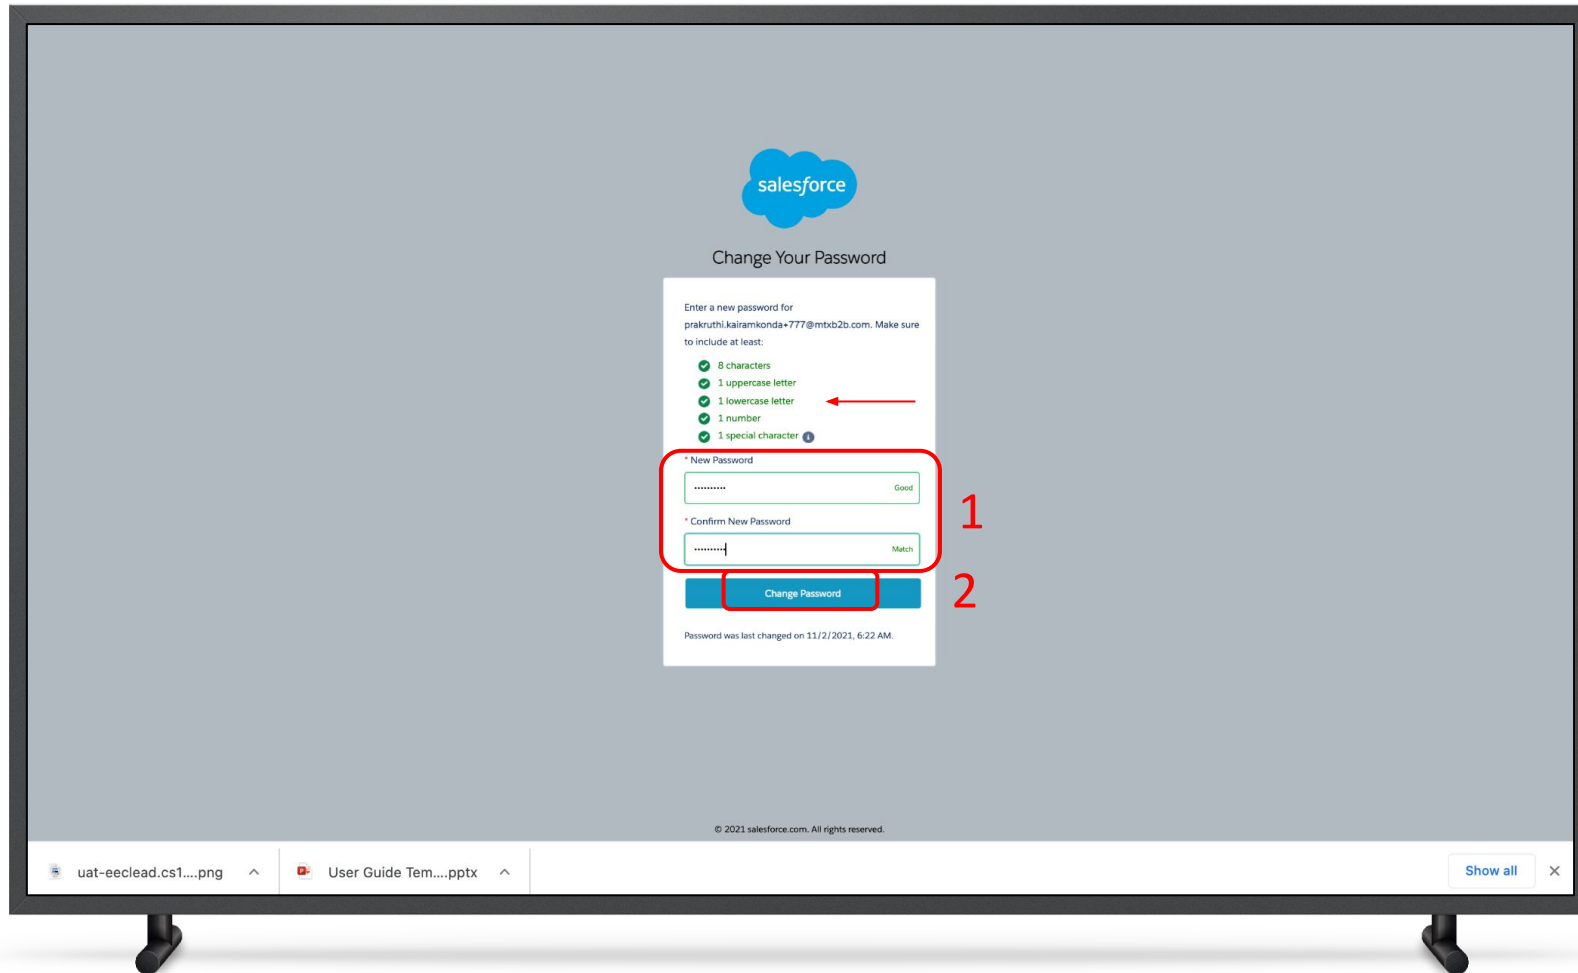 salesforce
Change Your Password
Enter a new password for
prakruthi.kairamkonda+777@mtxb2b.com. Make sure
to include at least:
8 characters
1 uppercase letter
1 lowercase letter
1 number
1 special character
* New Password
Good
1
* Confirm New Password
Match
Change Password
2
Password was last changed on 11/2/2021, 6:22 AM.
© 2021 salesforce.com. All rights reserved.
uat-eeclead.cs1....png
User Guide Tem....pptx
Show all